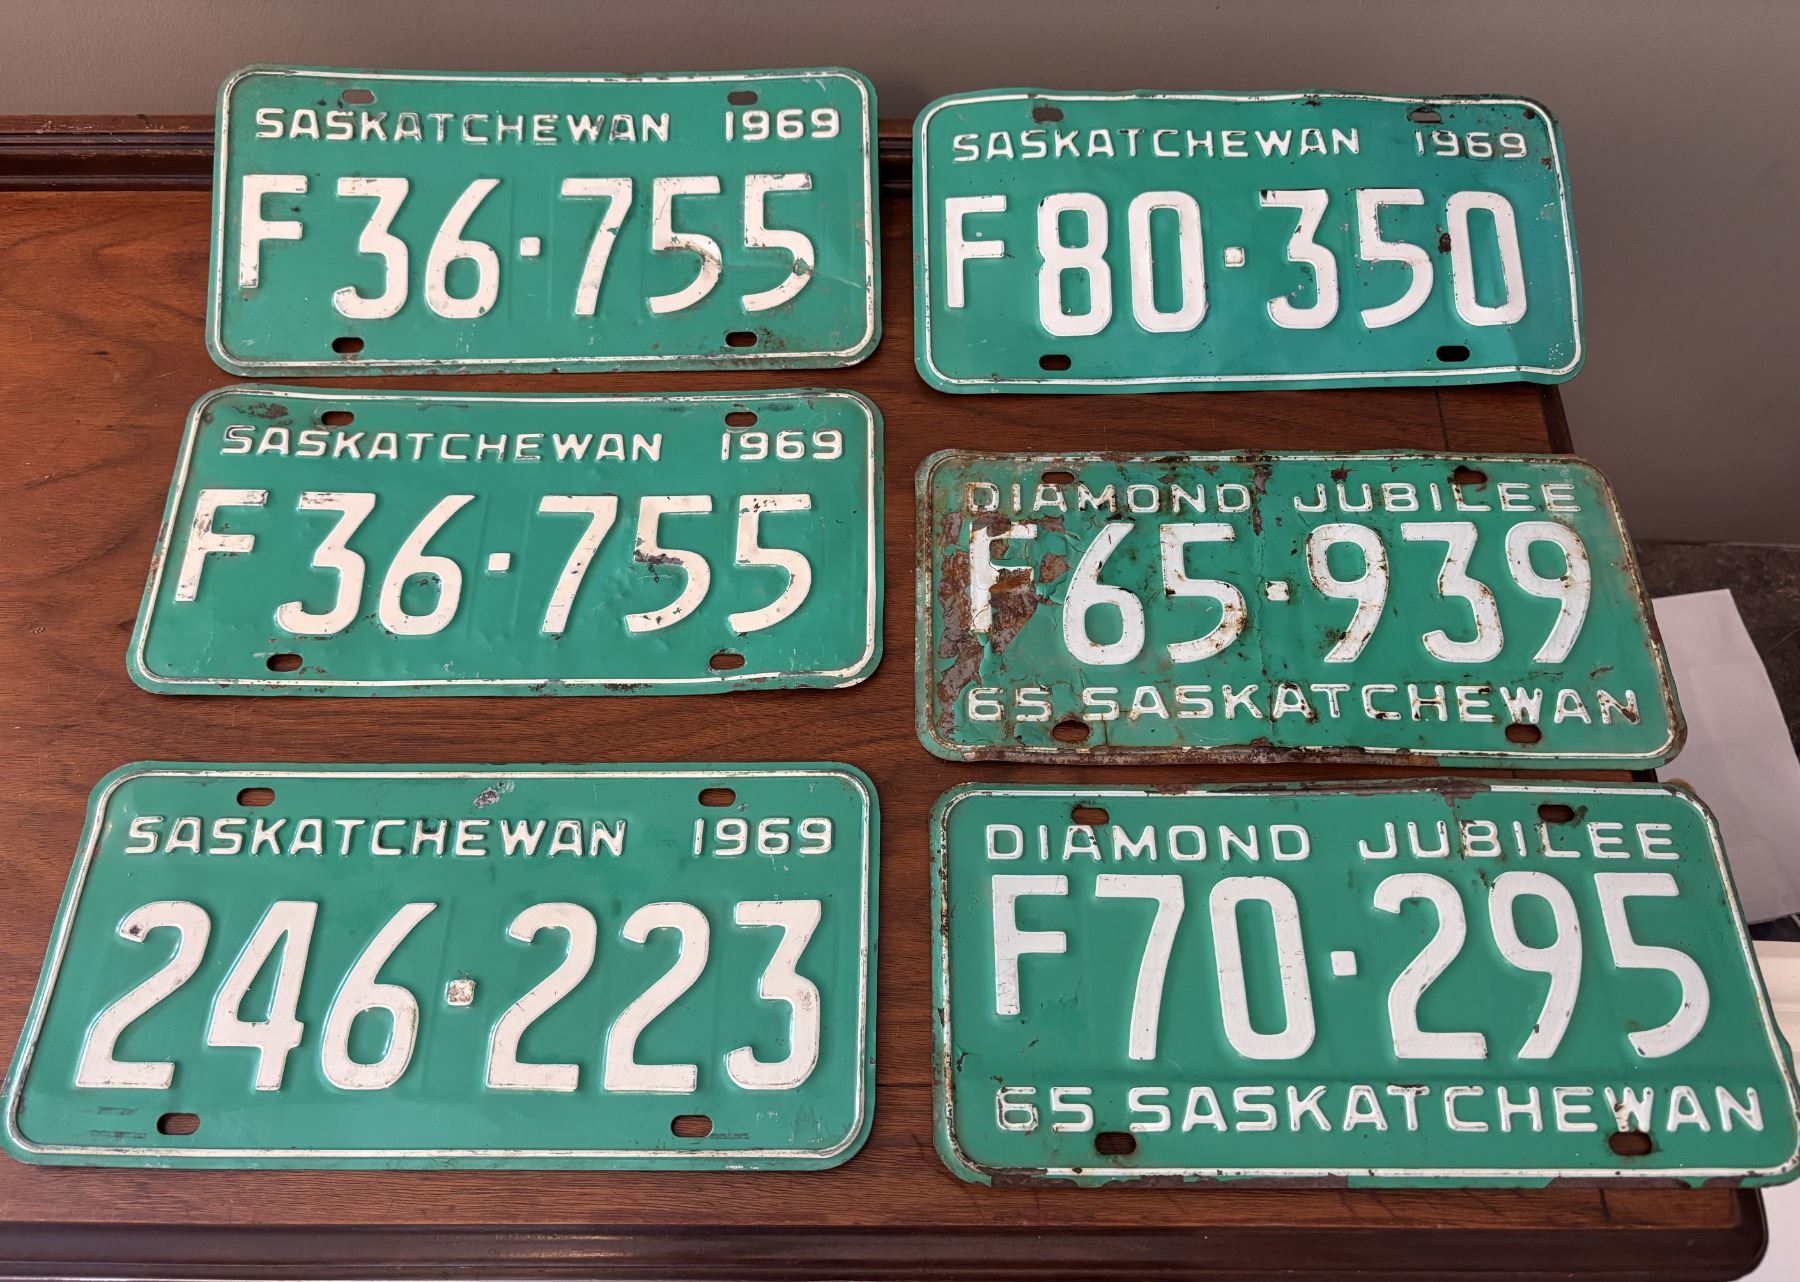 SASKATCHEWAN 1969
F36·755
SASKATCHEWAN 1969
F36·755
SASKATCHEWAN 1969
246·223
SASKATCHEWAN 1969
F80·350
DIAMOND JUBILEE
F65·939
65 SASKATCHEWAN
DIAMOND JUBILEE
F70·295
65 SASKATCHEWAN